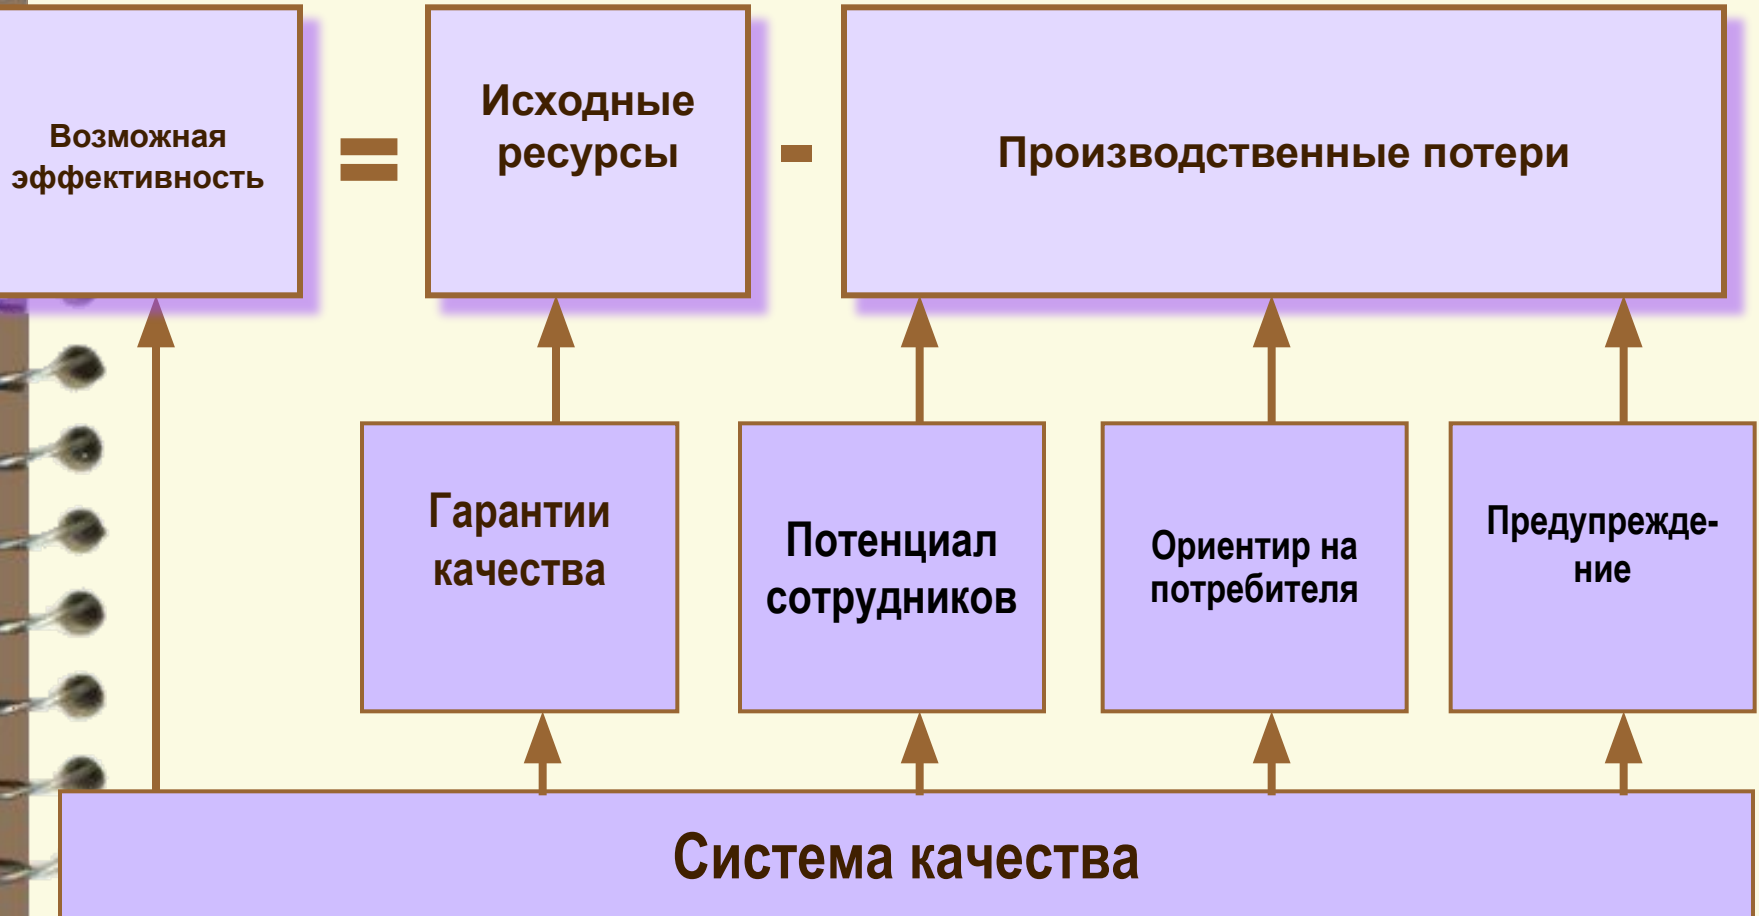 Возможная
эффективность
=
Исходные
ресурсы
-
Производственные потери
Гарантии
качества
Потенциал
сотрудников
Ориентир на
потребителя
Предупрежде-
ние
Система качества